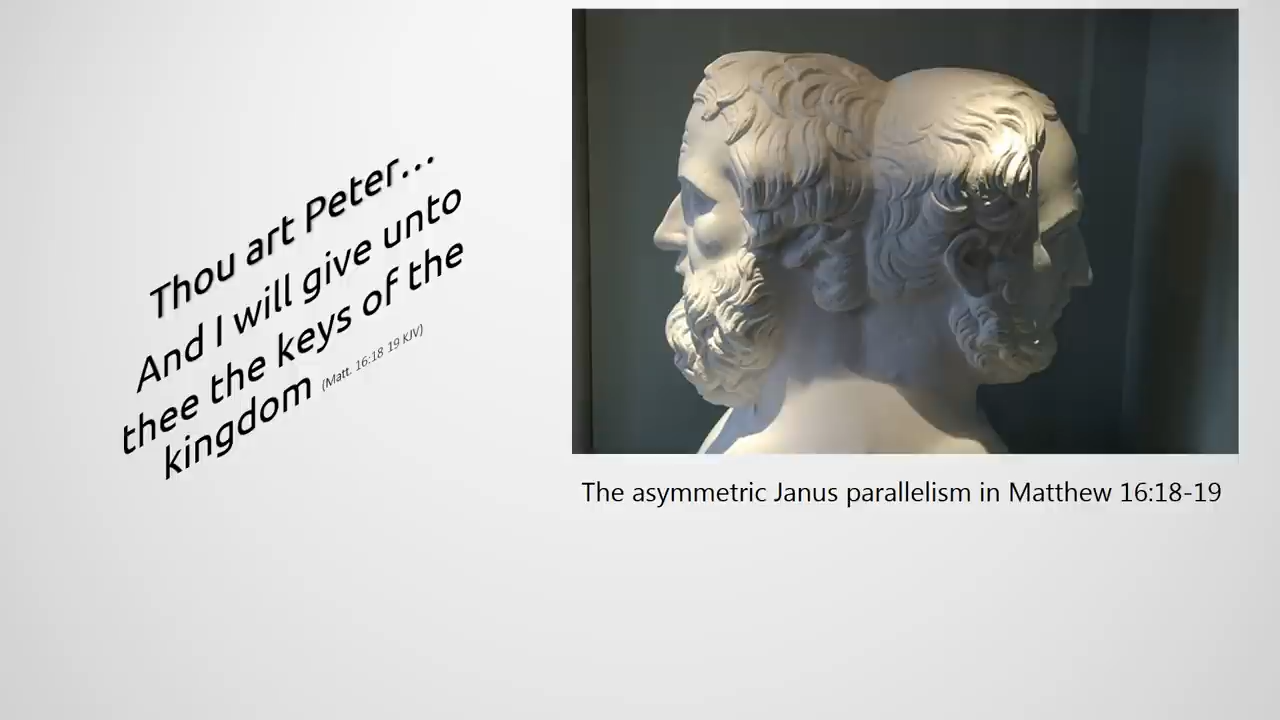 Thou art Peter...
And I will give unto
thee the keys of the
kingdom (Matt. 16:18 19 KJV)
The asymmetric Janus parallelism in Matthew 16:18-19